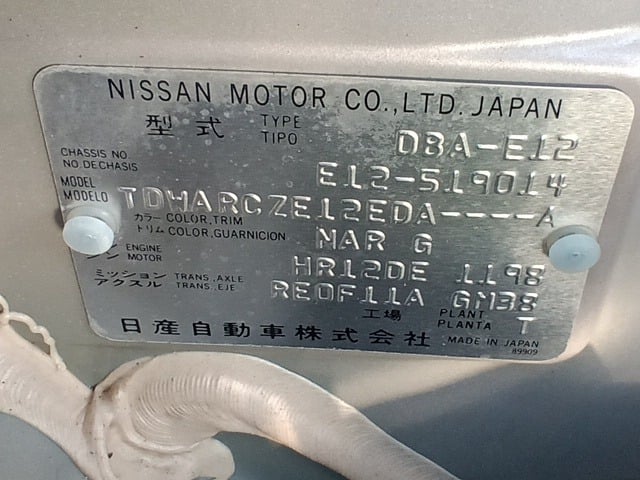 NISSAN MOTOR CO.,LTD. JAPAN
型式 TYPE TIPO DBA-E12
CHASSIS NO NO.DECHASIS E12-519014
MODEL MODELO TDHARCZE12EDA----A
カラー COLOR,TRIM トリム COLOR,GUARNICION MAR G
ENGINE MOTOR HR12DE 1198
ミッション TRANS.,AXLE アクスル TRANS.,EJE RE0F11A GM38
工場 PLANT PLANTA T
日産自動車株式会社 MADE IN JAPAN
89909